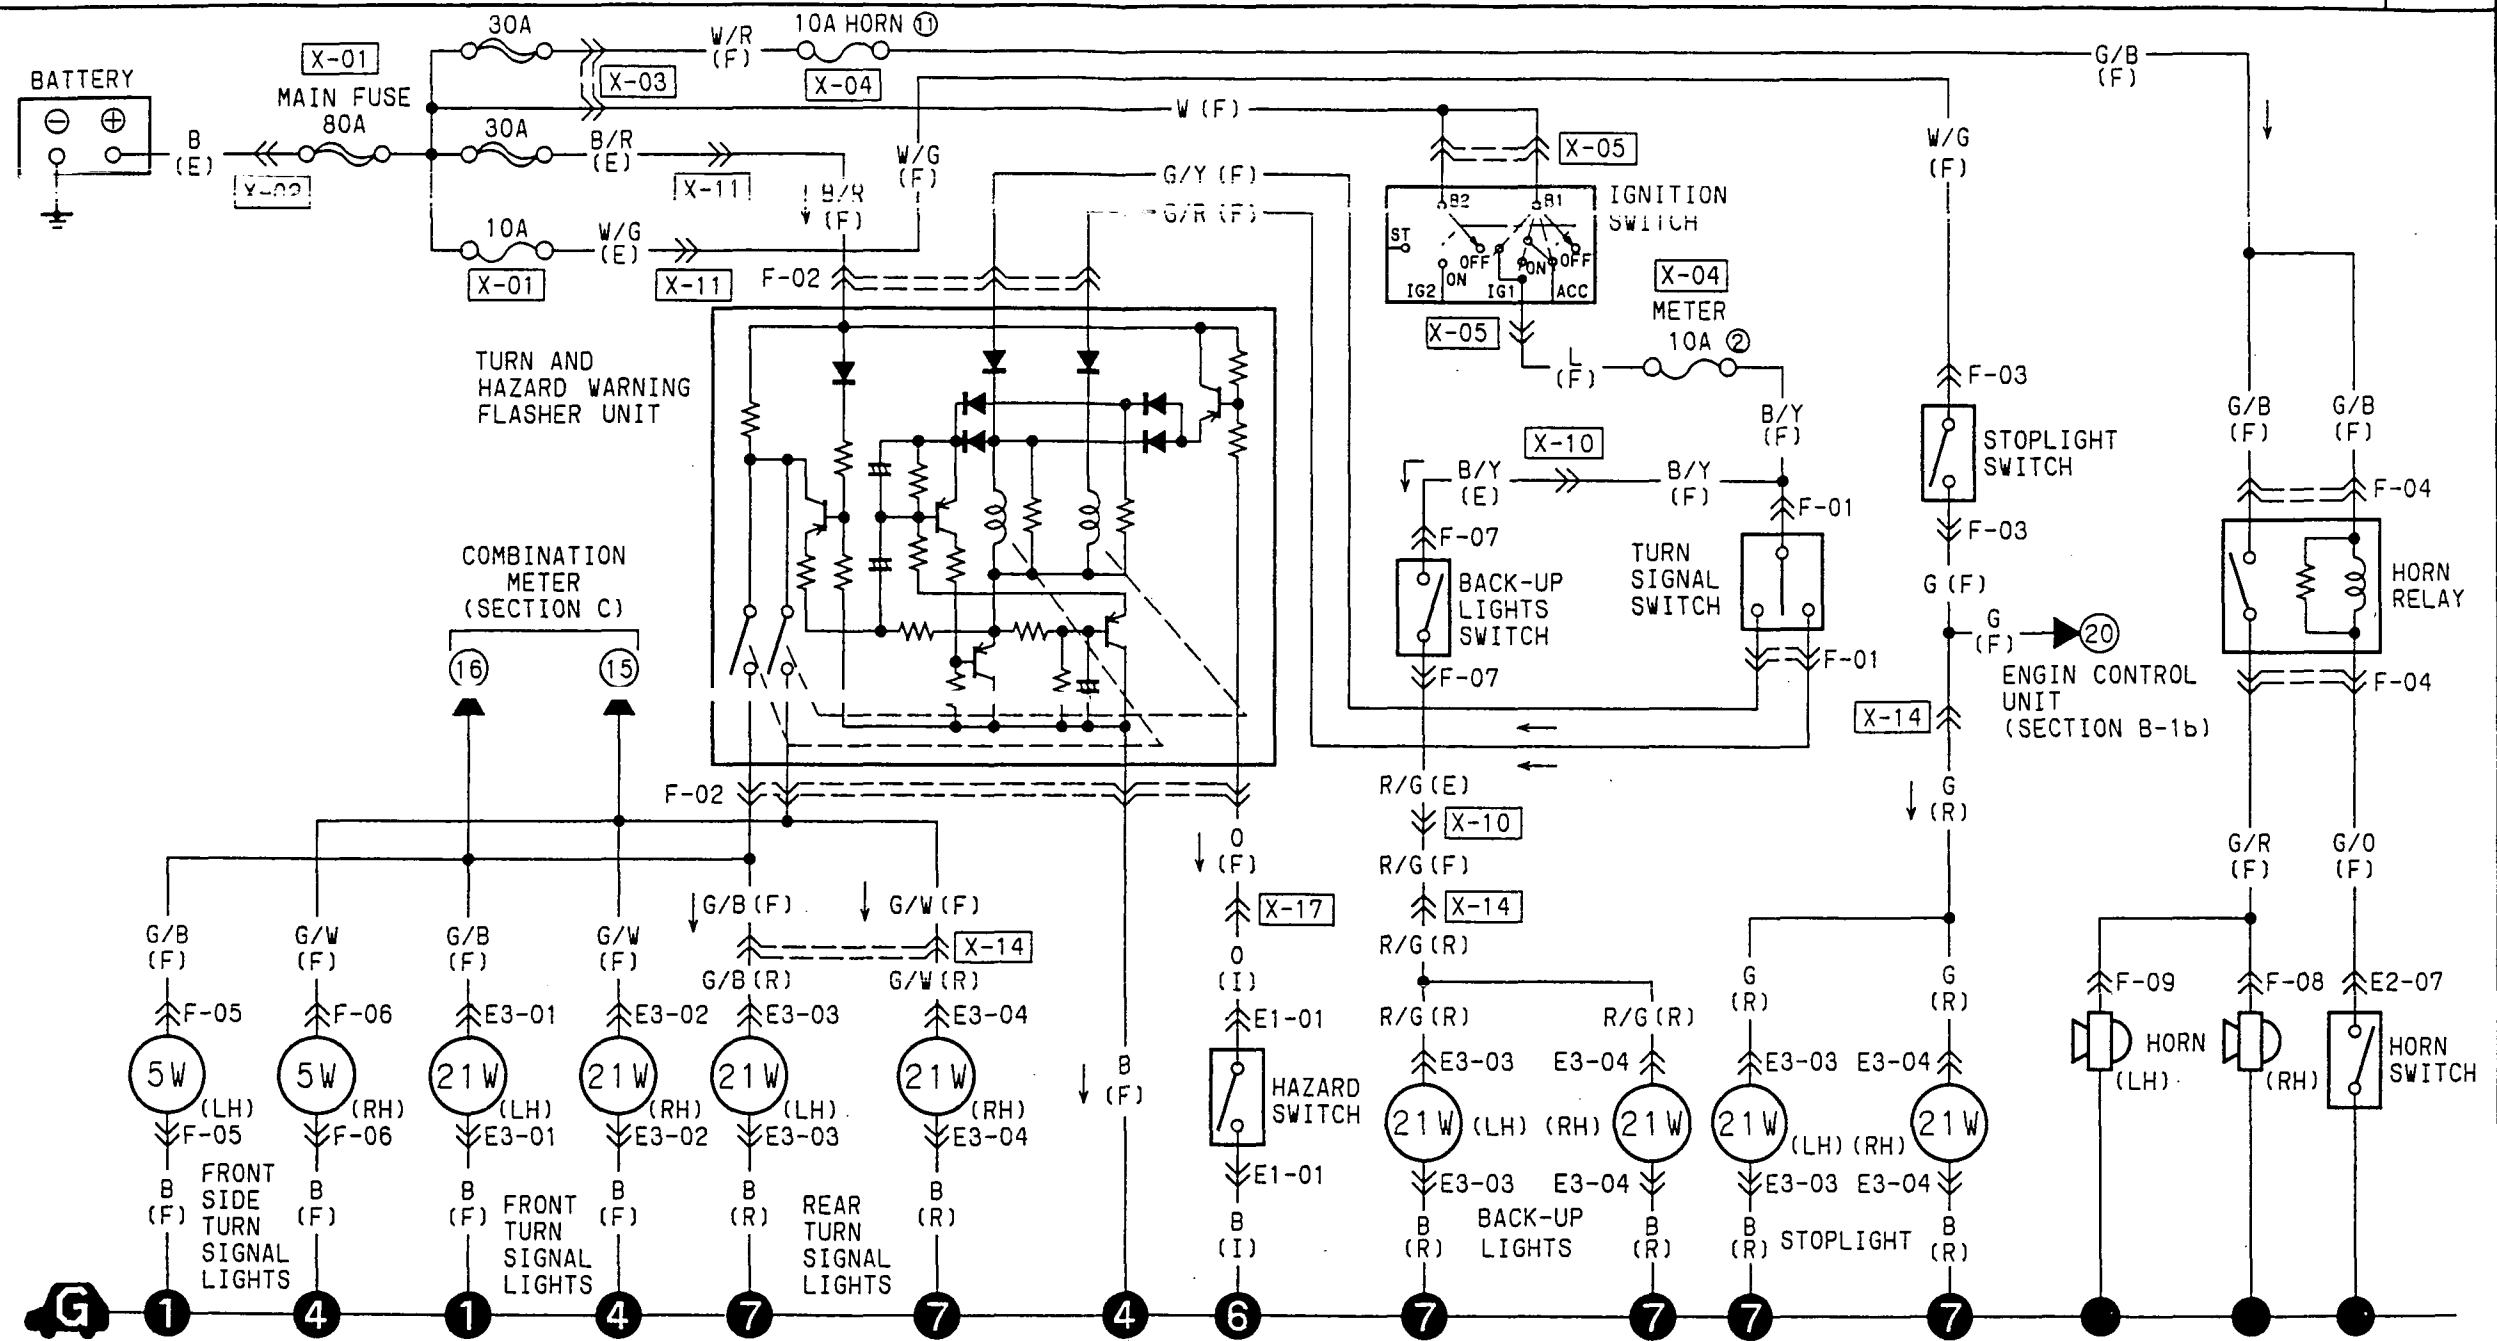 30A
10A HORN ⑪
W/R
(F)
G/B
(F)
X-01
X-03
X-04
BATTERY
MAIN FUSE
80A
30A
W (F)
B
(E)
B/R
(E)
W/G
(F)
X-05
W/G
(F)
X-11
G/Y (F)
B/R
(F)
G/R (F)
IGNITION
SWITCH
B2
B1
ST
OFF
ON
OFF
ON
IG2
IG1
ACC
10A
W/G
(E)
X-01
X-11
F-02
X-04
METER
10A ②
X-05
L
(F)
TURN AND
HAZARD WARNING
FLASHER UNIT
F-03
B/Y
(F)
G/B
(F)
G/B
(F)
STOPLIGHT
SWITCH
X-10
B/Y
(E)
B/Y
(F)
F-01
F-04
F-07
F-03
COMBINATION
METER
(SECTION C)
TURN
SIGNAL
SWITCH
BACK-UP
LIGHTS
SWITCH
G (F)
HORN
RELAY
G
(F)
20
16
15
F-07
F-01
F-04
ENGIN CONTROL
UNIT
(SECTION B-1b)
X-14
F-02
R/G (E)
G
(R)
X-10
O
(F)
R/G (F)
G/R
(F)
G/O
(F)
G/B (F)
G/W (F)
X-17
X-14
G/B
(F)
G/W
(F)
G/B
(F)
G/W
(F)
X-14
R/G (R)
G/B (R)
G/W (R)
O
(I)
G
(R)
G
(R)
F-09
F-08
E2-07
F-05
F-06
E3-01
E3-02
E3-03
E3-04
E1-01
R/G (R)
R/G (R)
5W
5W
21W
21W
21W
21W
B
(F)
E3-03
E3-04
E3-03
E3-04
HORN
HORN
SWITCH
(LH)
(RH)
(LH)
(RH)
(LH)
(RH)
HAZARD
SWITCH
(LH)
(RH)
F-05
F-06
E3-01
E3-02
E3-03
E3-04
21W
(LH)
(RH)
21W
21W
(LH)
(RH)
21W
E1-01
E3-03
E3-04
E3-03
E3-04
FRONT
SIDE
TURN
SIGNAL
LIGHTS
FRONT
TURN
SIGNAL
LIGHTS
REAR
TURN
SIGNAL
LIGHTS
B
(F)
B
(F)
B
(F)
B
(F)
B
(R)
B
(R)
B
(I)
B
(R)
BACK-UP
LIGHTS
B
(R)
B
(R)
STOPLIGHT
B
(R)
G
1
4
1
4
7
7
4
6
7
7
7
7